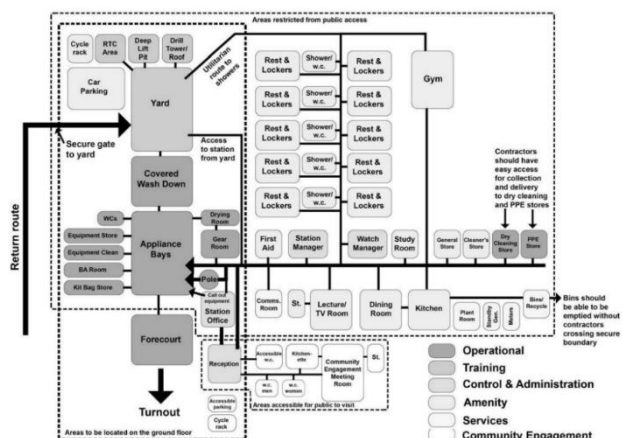 Areas restricted from public access
Cycle
rack
RTC
Area
Deep
Lift
Pit
Drill
Tower/
Roof
Car
Parking
Yard
Utilitarian
route to
showers
Secure gate
to yard
Access
to station
from yard
Return route
Covered
Wash Down
WCs
Equipment Store
Equipment Clean
BA Room
Kit Bag Store
Appliance
Bays
Drying
Room
Gear
Room
Pole
Call out
equipment
Station
Office
Forecourt
Turnout
Areas to be located on the ground floor
Rest &
Lockers
Shower/
w.c.
Rest &
Lockers
Rest &
Lockers
Shower/
w.c.
Rest &
Lockers
Rest &
Lockers
Shower/
w.c.
Rest &
Lockers
Rest &
Lockers
Shower/
w.c.
Rest &
Lockers
Rest &
Lockers
Shower/
w.c.
Rest &
Lockers
Gym
Contractors
should have
easy access
for collection
and delivery
to dry cleaning
and PPE stores
First
Aid
Station
Manager
Watch
Manager
Study
Room
General
Store
Cleaner's
Store
Dry
Cleaning
Store
PPE
Store
Comms.
Room
St.
Lecture/
TV Room
Dining
Room
Kitchen
Plant
Room
Standby
Gen.
Meters
Bins/
Recycle
Bins should
be able to be
emptied without
contractors
crossing secure
boundary
Reception
Accessible
w.c.
Kitchen-
ette
w.c.
men
w.c.
women
Community
Engagement
Meeting
Room
St.
Areas accessible for public to visit
Accessible
parking
Cycle
rack
Operational
Training
Control & Administration
Amenity
Services
Community Engagement